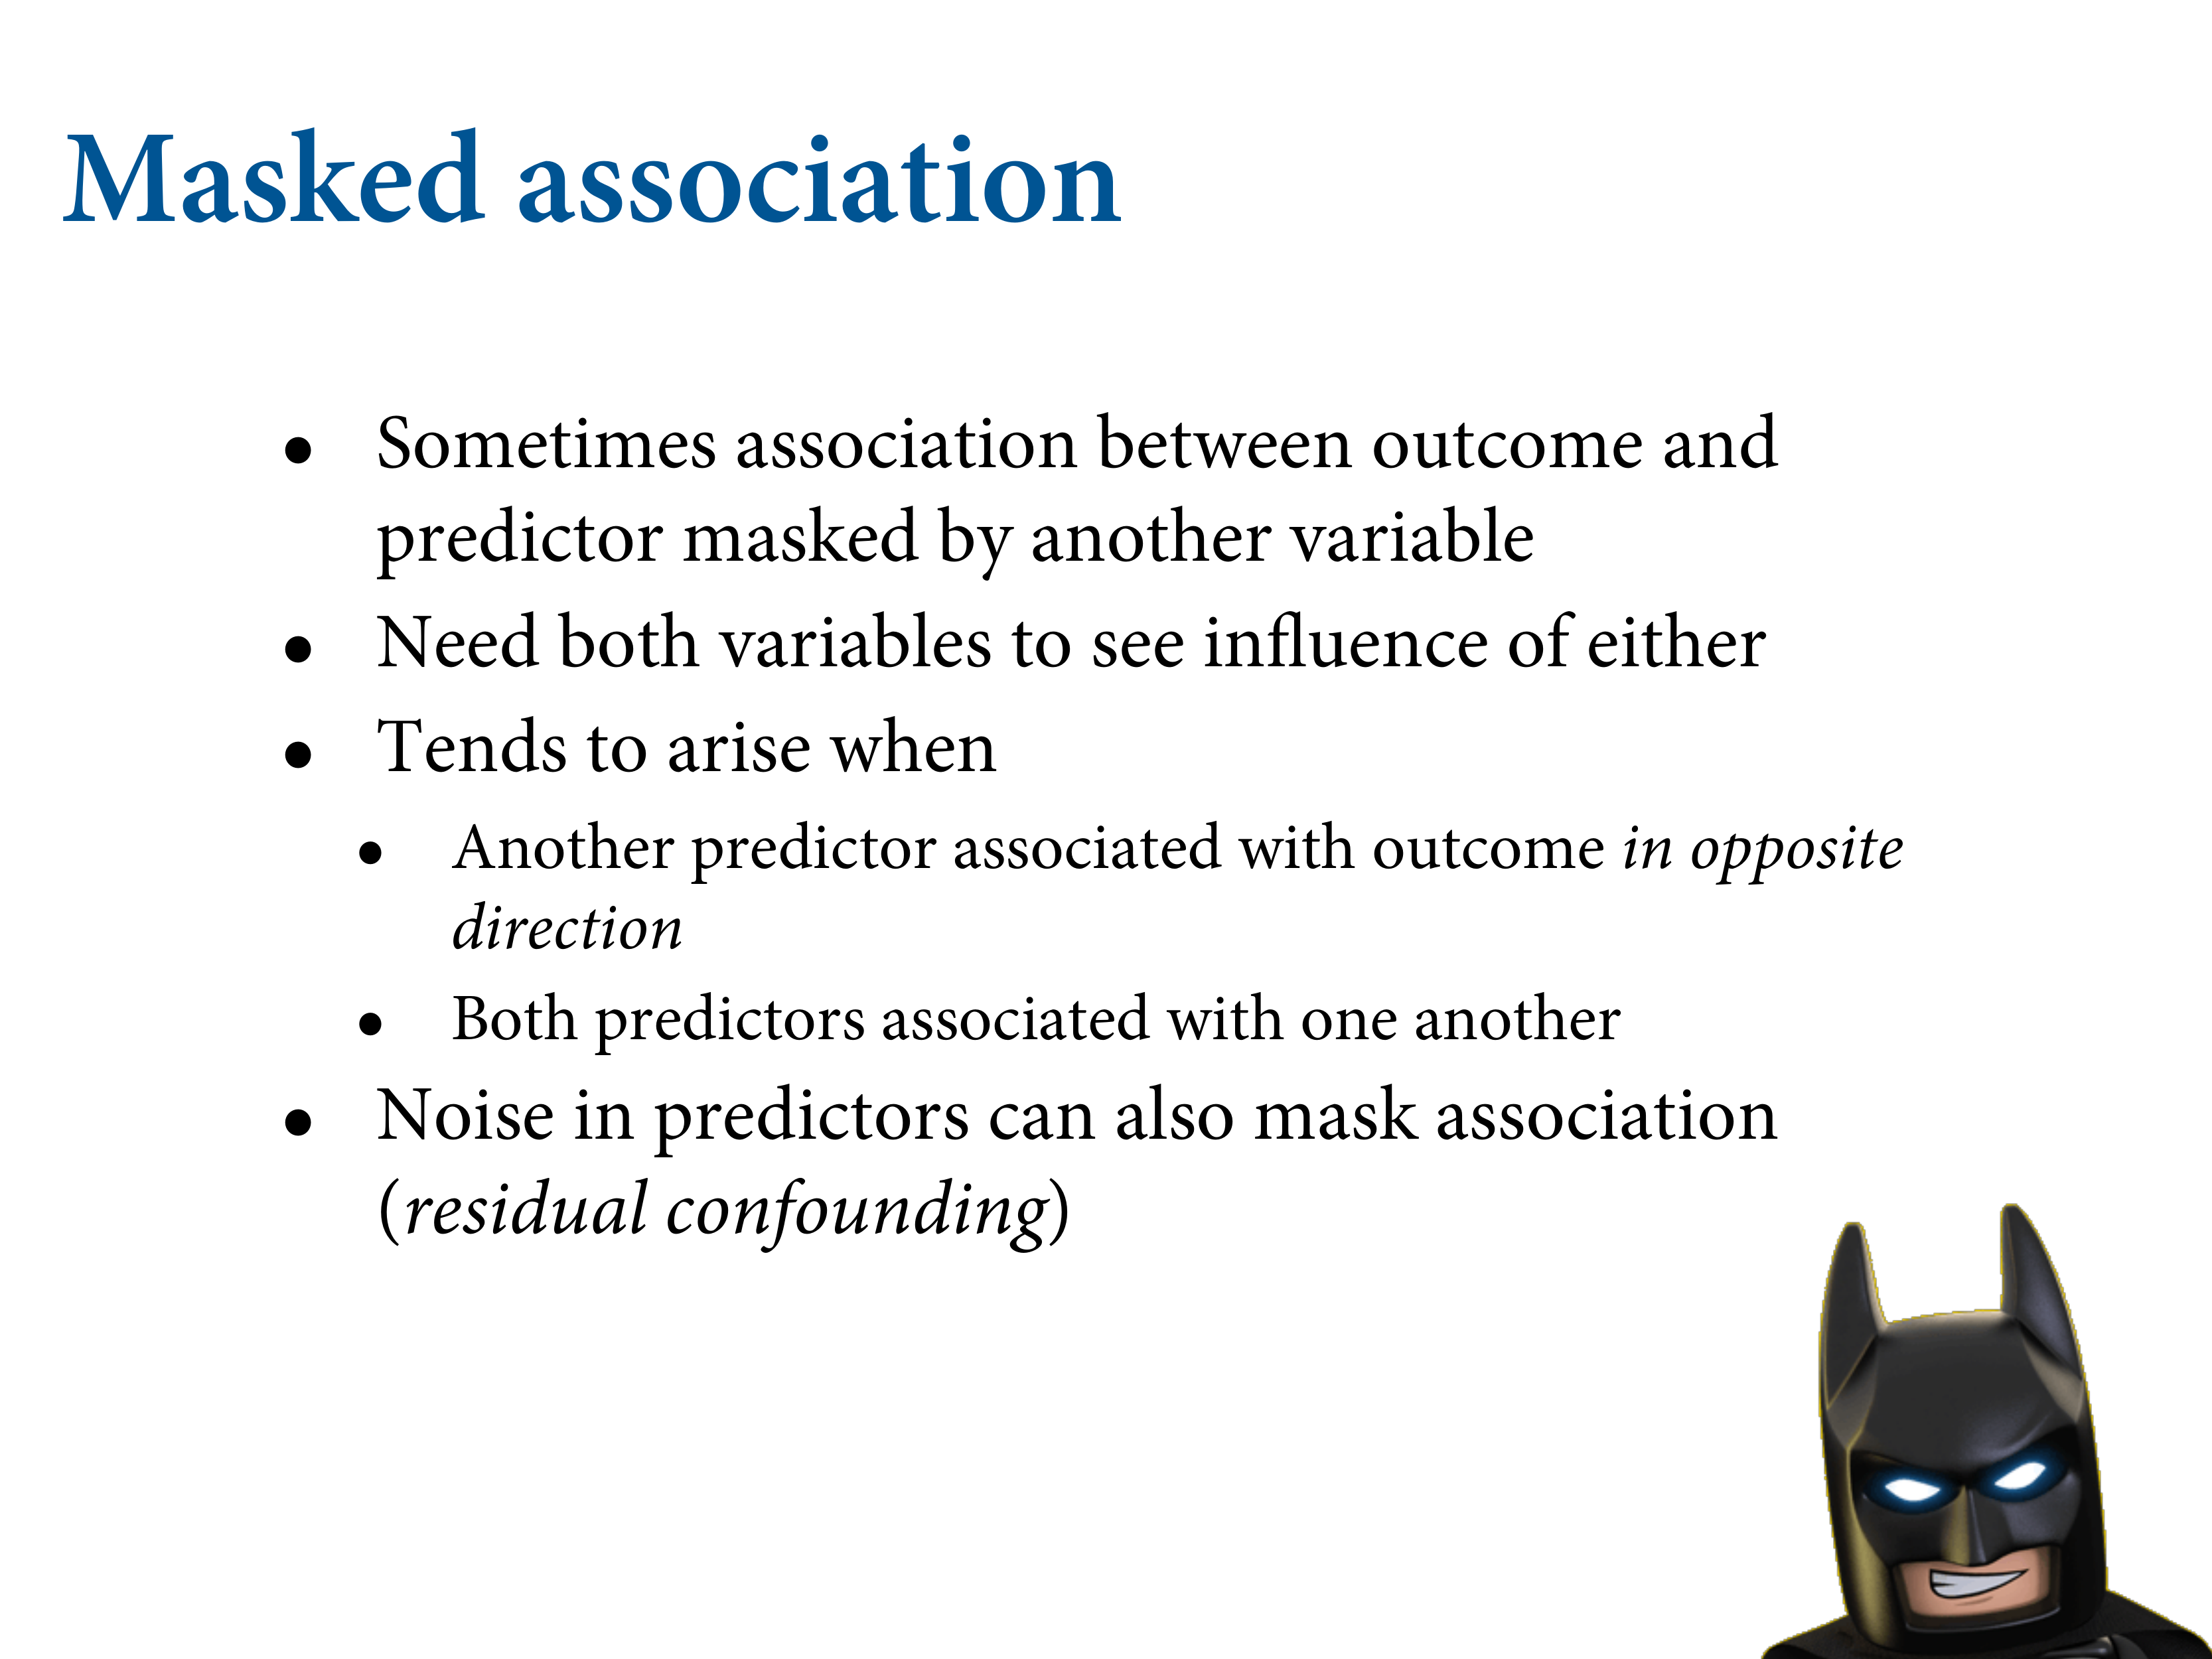 Masked association
• Sometimes association between outcome and
predictor masked by another variable
• Need both variables to see influence of either
• Tends to arise when
• Another predictor associated with outcome in opposite
direction
• Both predictors associated with one another
• Noise in predictors can also mask association
(residual confounding)